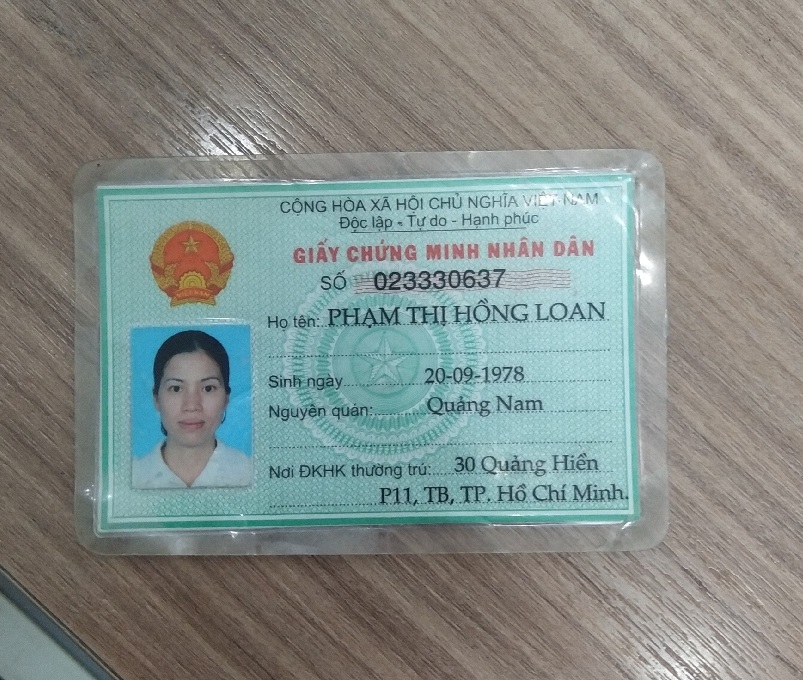 CỘNG HÒA XÃ HỘI CHỦ NGHĨA VIỆT NAM
Độc lập - Tự do - Hạnh phúc
GIẤY CHỨNG MINH NHÂN DÂN
SỐ 023330637
Họ tên: PHẠM THỊ HỒNG LOAN
Sinh ngày 20-09-1978
Nguyên quán: Quảng Nam
Nơi ĐKHK thường trú: 30 Quảng Hiền
P11, TB, TP. Hồ Chí Minh.
VIỆT NAM